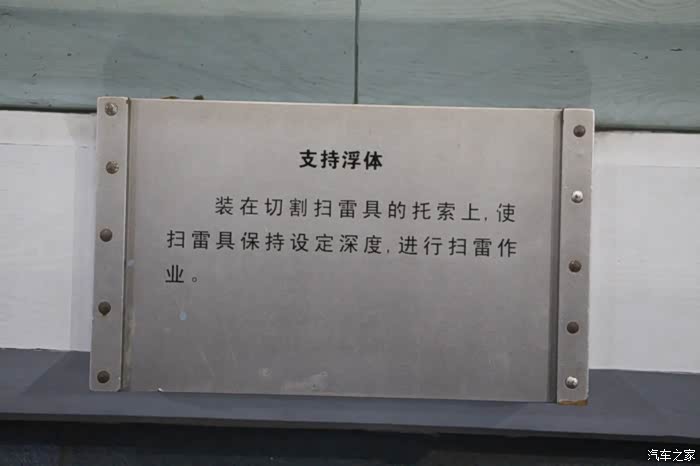 支持浮体
装在切割扫雷具的托索上,使
扫雷具保持设定深度,进行扫雷作
业。
汽车之家